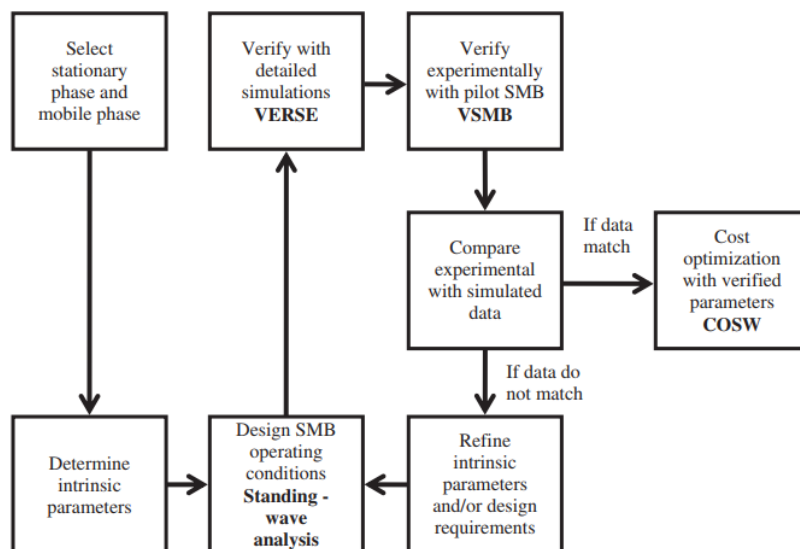 Select
stationary
phase and
mobile phase
Verify with
detailed
simulations
VERSE
Verify
experimentally
with pilot SMB
VSMB
Compare
experimental
with simulated
data
If data
match
Cost
optimization
with verified
parameters
COSW
If data do
not match
Determine
intrinsic
parameters
Design SMB
operating
conditions
Standing -
wave
analysis
Refine
intrinsic
parameters
and/or design
requirements